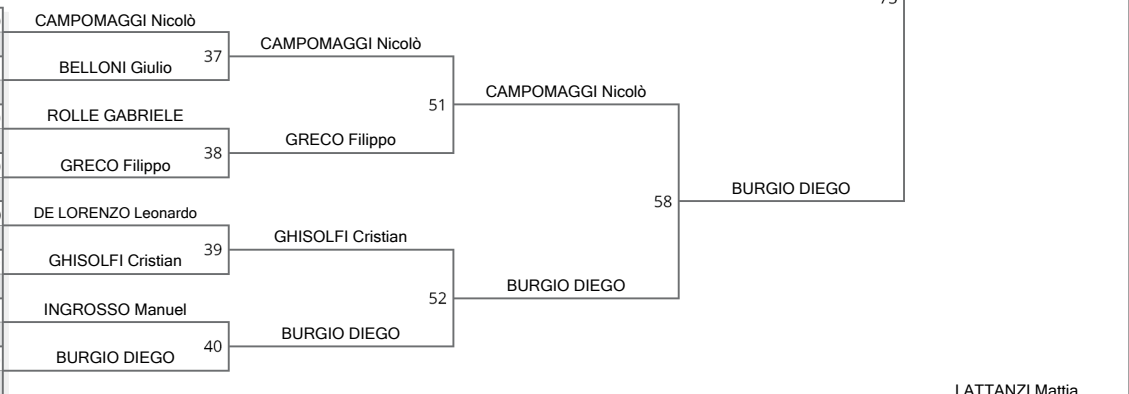 CAMPOMAGGI Nicolò
37
CAMPOMAGGI Nicolò
BELLONI Giulio
51
CAMPOMAGGI Nicolò
ROLLE GABRIELE
38
GRECO Filippo
GRECO Filippo
58
BURGIO DIEGO
DE LORENZO Leonardo
39
GHISOLFI Cristian
GHISOLFI Cristian
52
BURGIO DIEGO
INGROSSO Manuel
40
BURGIO DIEGO
BURGIO DIEGO
LATTANZI Mattia